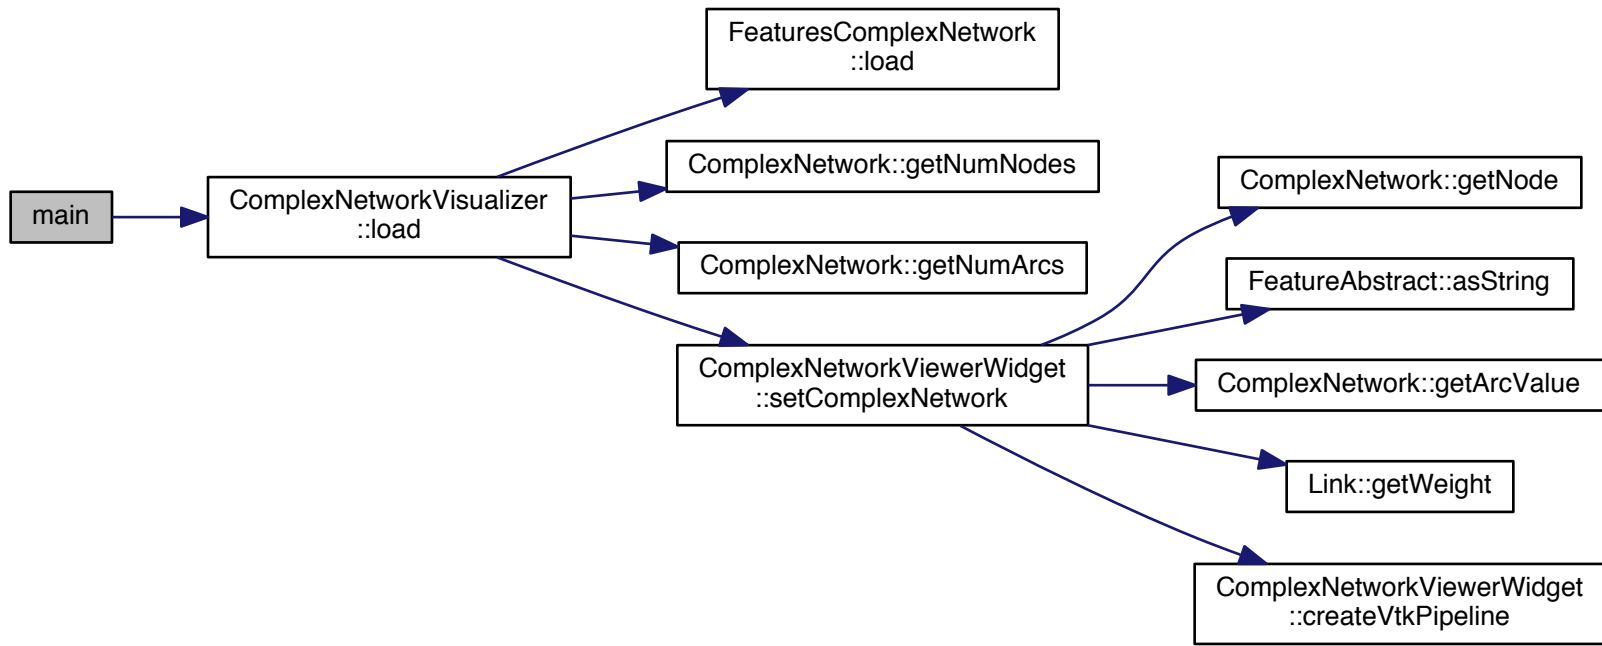 main
ComplexNetworkVisualizer
::load
FeaturesComplexNetwork
::load
ComplexNetwork::getNumNodes
ComplexNetwork::getNumArcs
ComplexNetworkViewerWidget
::setComplexNetwork
ComplexNetwork::getNode
FeatureAbstract::asString
ComplexNetwork::getArcValue
Link::getWeight
ComplexNetworkViewerWidget
::createVtkPipeline